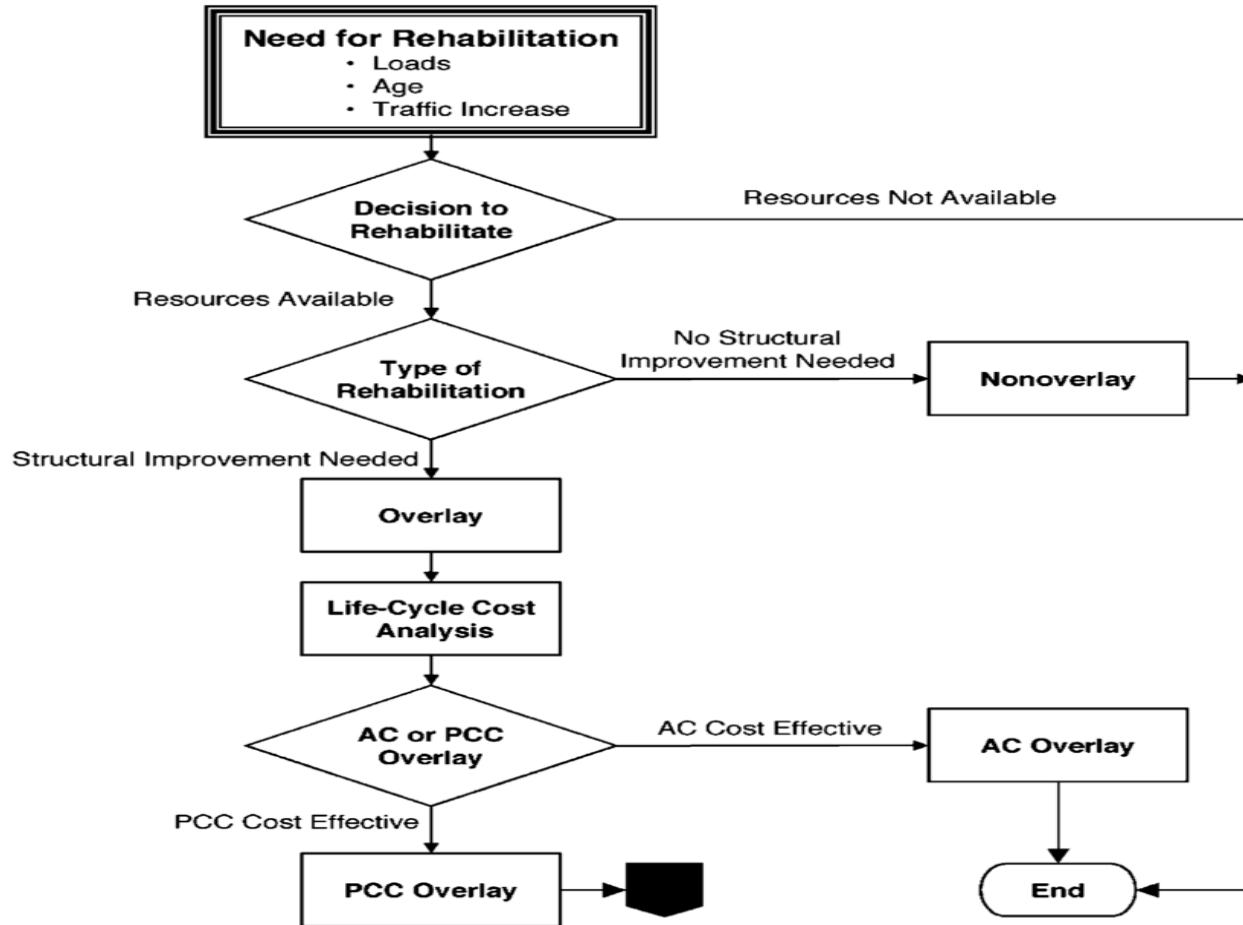 Need for Rehabilitation
• Loads
• Age
• Traffic Increase
Decision to
Rehabilitate
Resources Not Available
Resources Available
Type of
Rehabilitation
No Structural
Improvement Needed
Nonoverlay
Structural Improvement Needed
Overlay
Life-Cycle Cost
Analysis
AC or PCC
Overlay
AC Cost Effective
AC Overlay
PCC Cost Effective
PCC Overlay
End